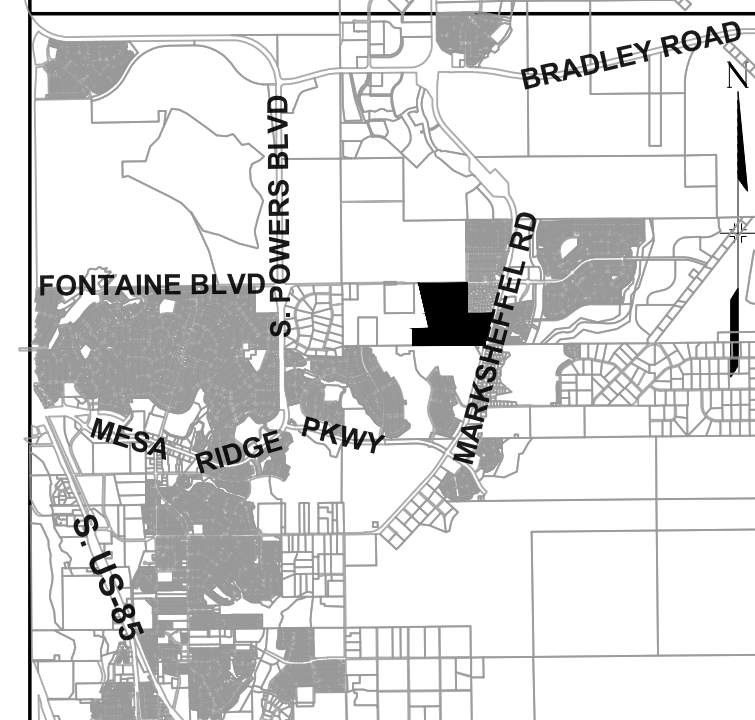 BRADLEY ROAD
N
S. POWERS BLVD
MARKSHEFFEL RD
FONTAINE BLVD
MESA RIDGE PKWY
S. US-85